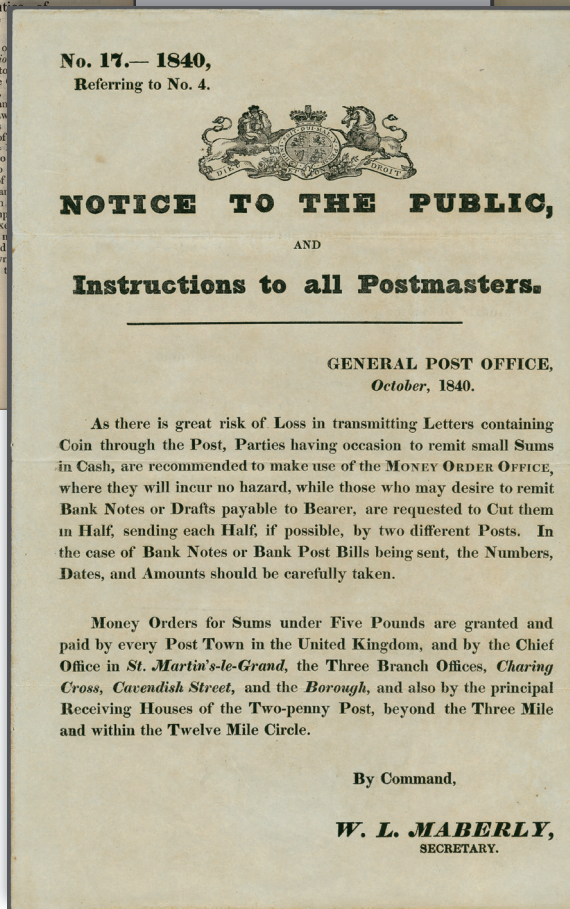 No. 17.— 1840,
Referring to No. 4.
DIEU
DROIT
NOTICE TO THE PUBLIC,
AND
Instructions to all Postmasters.
GENERAL POST OFFICE,
October, 1840.
As there is great risk of Loss in transmitting Letters containing
Coin through the Post, Parties having occasion to remit small Sums
in Cash, are recommended to make use of the MONEY ORDER OFFICE,
where they will incur no hazard, while those who may desire to remit
Bank Notes or Drafts payable to Bearer, are requested to Cut them
in Half, sending each Half, if possible, by two different Posts. In
the case of Bank Notes or Bank Post Bills being sent, the Numbers,
Dates, and Amounts should be carefully taken.
Money Orders for Sums under Five Pounds are granted and
paid by every Post Town in the United Kingdom, and by the Chief
Office in St. Martin's-le-Grand, the Three Branch Offices, Charing
Cross, Cavendish Street, and the Borough, and also by the principal
Receiving Houses of the Two-penny Post, beyond the Three Mile
and within the Twelve Mile Circle.
By Command,
W. L. MABERLY,
SECRETARY.